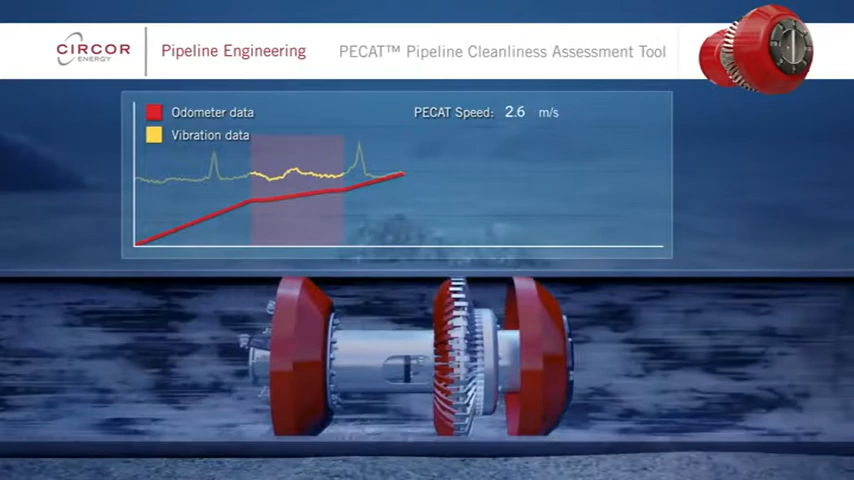 CIRCOR
ENERGY
Pipeline Engineering
PECAT™ Pipeline Cleanliness Assessment Tool
Odometer data
Vibration data
PECAT Speed: 2.6 m/s